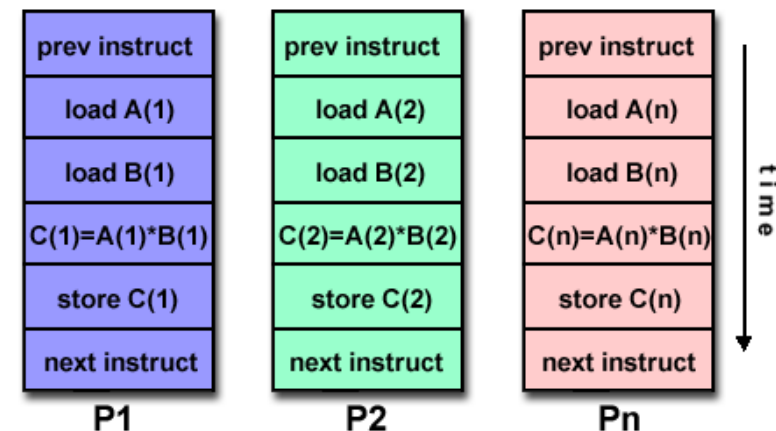 prev instruct
load A(1)
load B(1)
C(1)=A(1)*B(1)
store C(1)
next instruct
P1
prev instruct
load A(2)
load B(2)
C(2)=A(2)*B(2)
store C(2)
next instruct
P2
prev instruct
load A(n)
load B(n)
C(n)=A(n)*B(n)
store C(n)
next instruct
Pn
time